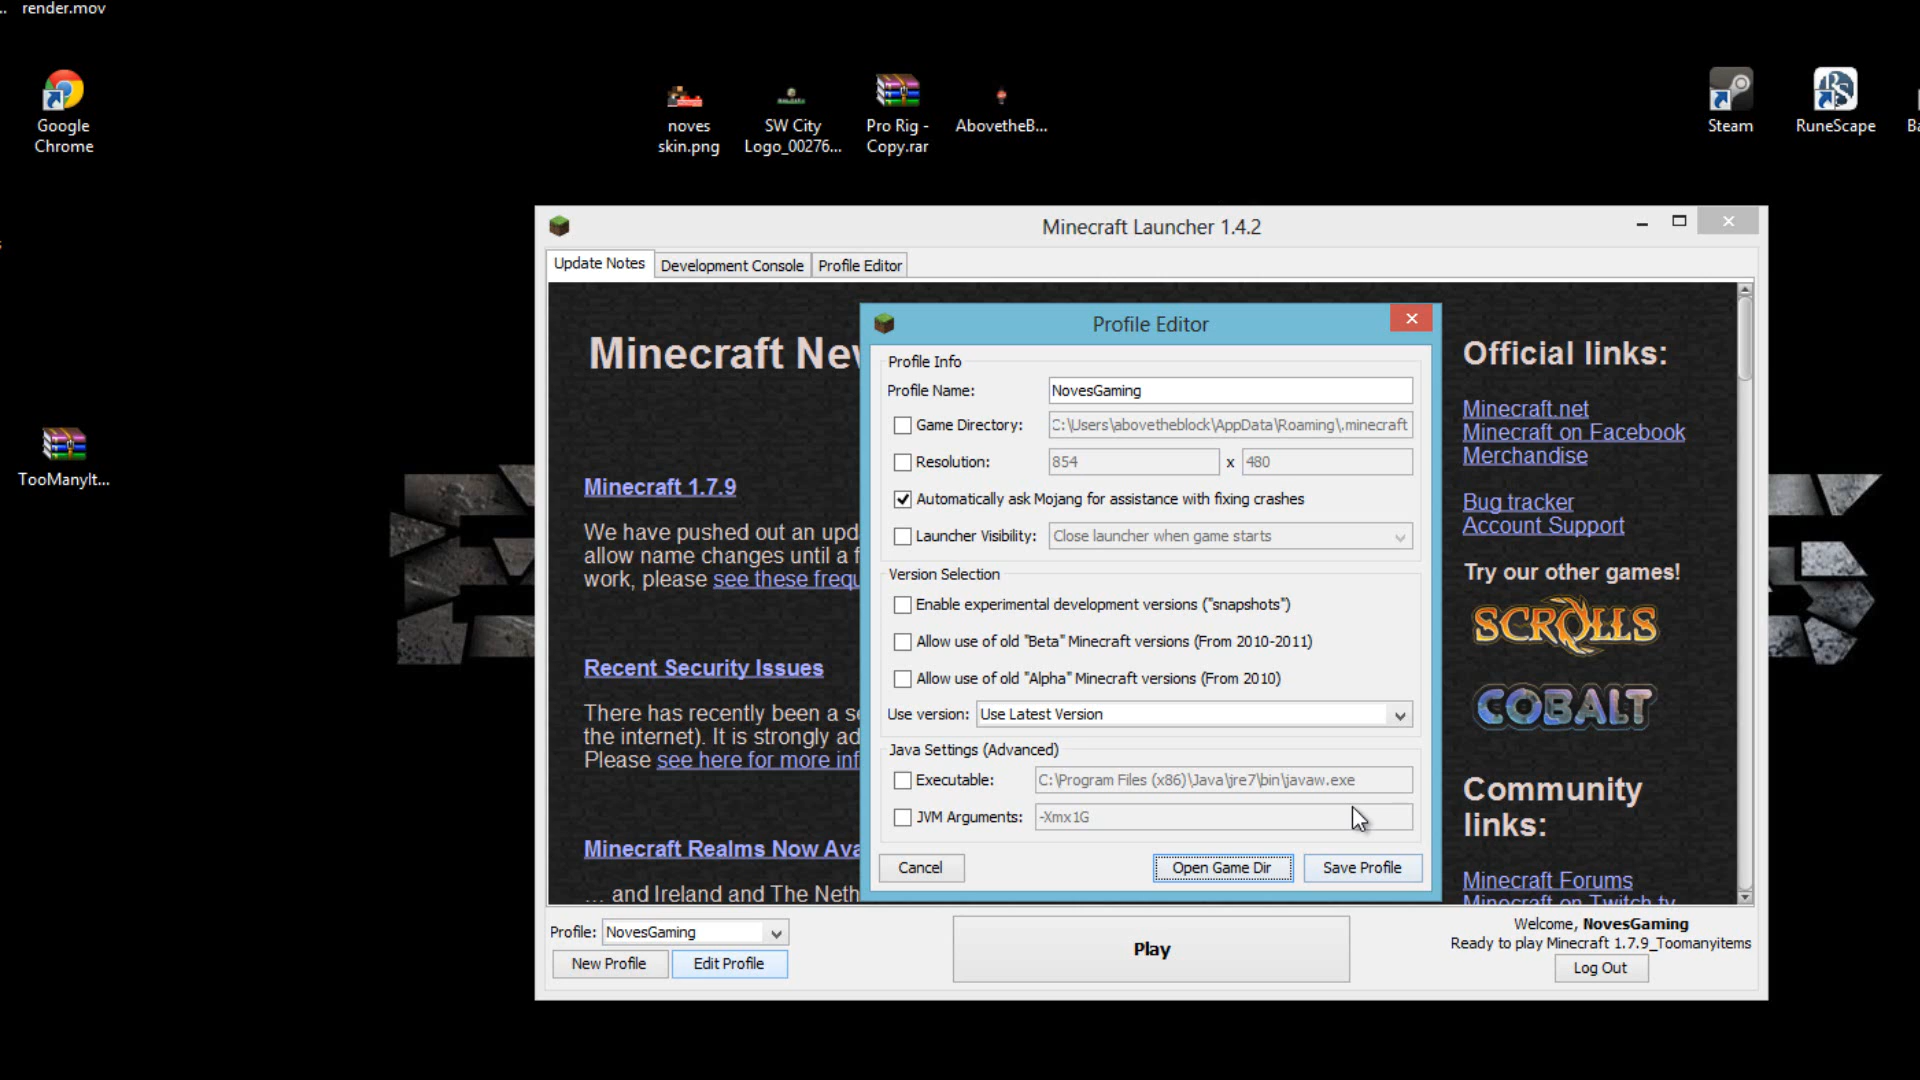 render.mov
Google
Chrome
noves
skin.png
SW City
Logo_00276...
Pro Rig -
Copy.rar
AbovetheB...
Steam
RuneScape
TooManyIt...
Minecraft Launcher 1.4.2
Update Notes
Development Console
Profile Editor
Minecraft Ne
Minecraft 1.7.9
We have pushed out an upd
allow name changes until a f
work, please see these frequ
Recent Security Issues
There has recently been a se
the internet). It is strongly ad
Please see here for more inf
Minecraft Realms Now Ava
... and Ireland and The Neth
Profile Editor
Profile Info
Profile Name: NovesGaming
Game Directory: C:\Users\abovetheblock\AppData\Roaming\.minecraft
Resolution: 854 x 480
Automatically ask Mojang for assistance with fixing crashes
Launcher Visibility: Close launcher when game starts
Version Selection
Enable experimental development versions ("snapshots")
Allow use of old "Beta" Minecraft versions (From 2010-2011)
Allow use of old "Alpha" Minecraft versions (From 2010)
Use version: Use Latest Version
Java Settings (Advanced)
Executable: C:\Program Files (x86)\Java\jre7\bin\javaw.exe
JVM Arguments: -Xmx1G
Cancel
Open Game Dir
Save Profile
Official links:
Minecraft.net
Minecraft on Facebook
Merchandise
Bug tracker
Account Support
Try our other games!
SCROLLS
COBALT
Community
links:
Minecraft Forums
Minecraft on Twitch.tv
Profile: NovesGaming
New Profile
Edit Profile
Play
Welcome, NovesGaming
Ready to play Minecraft 1.7.9_Toomanyitems
Log Out